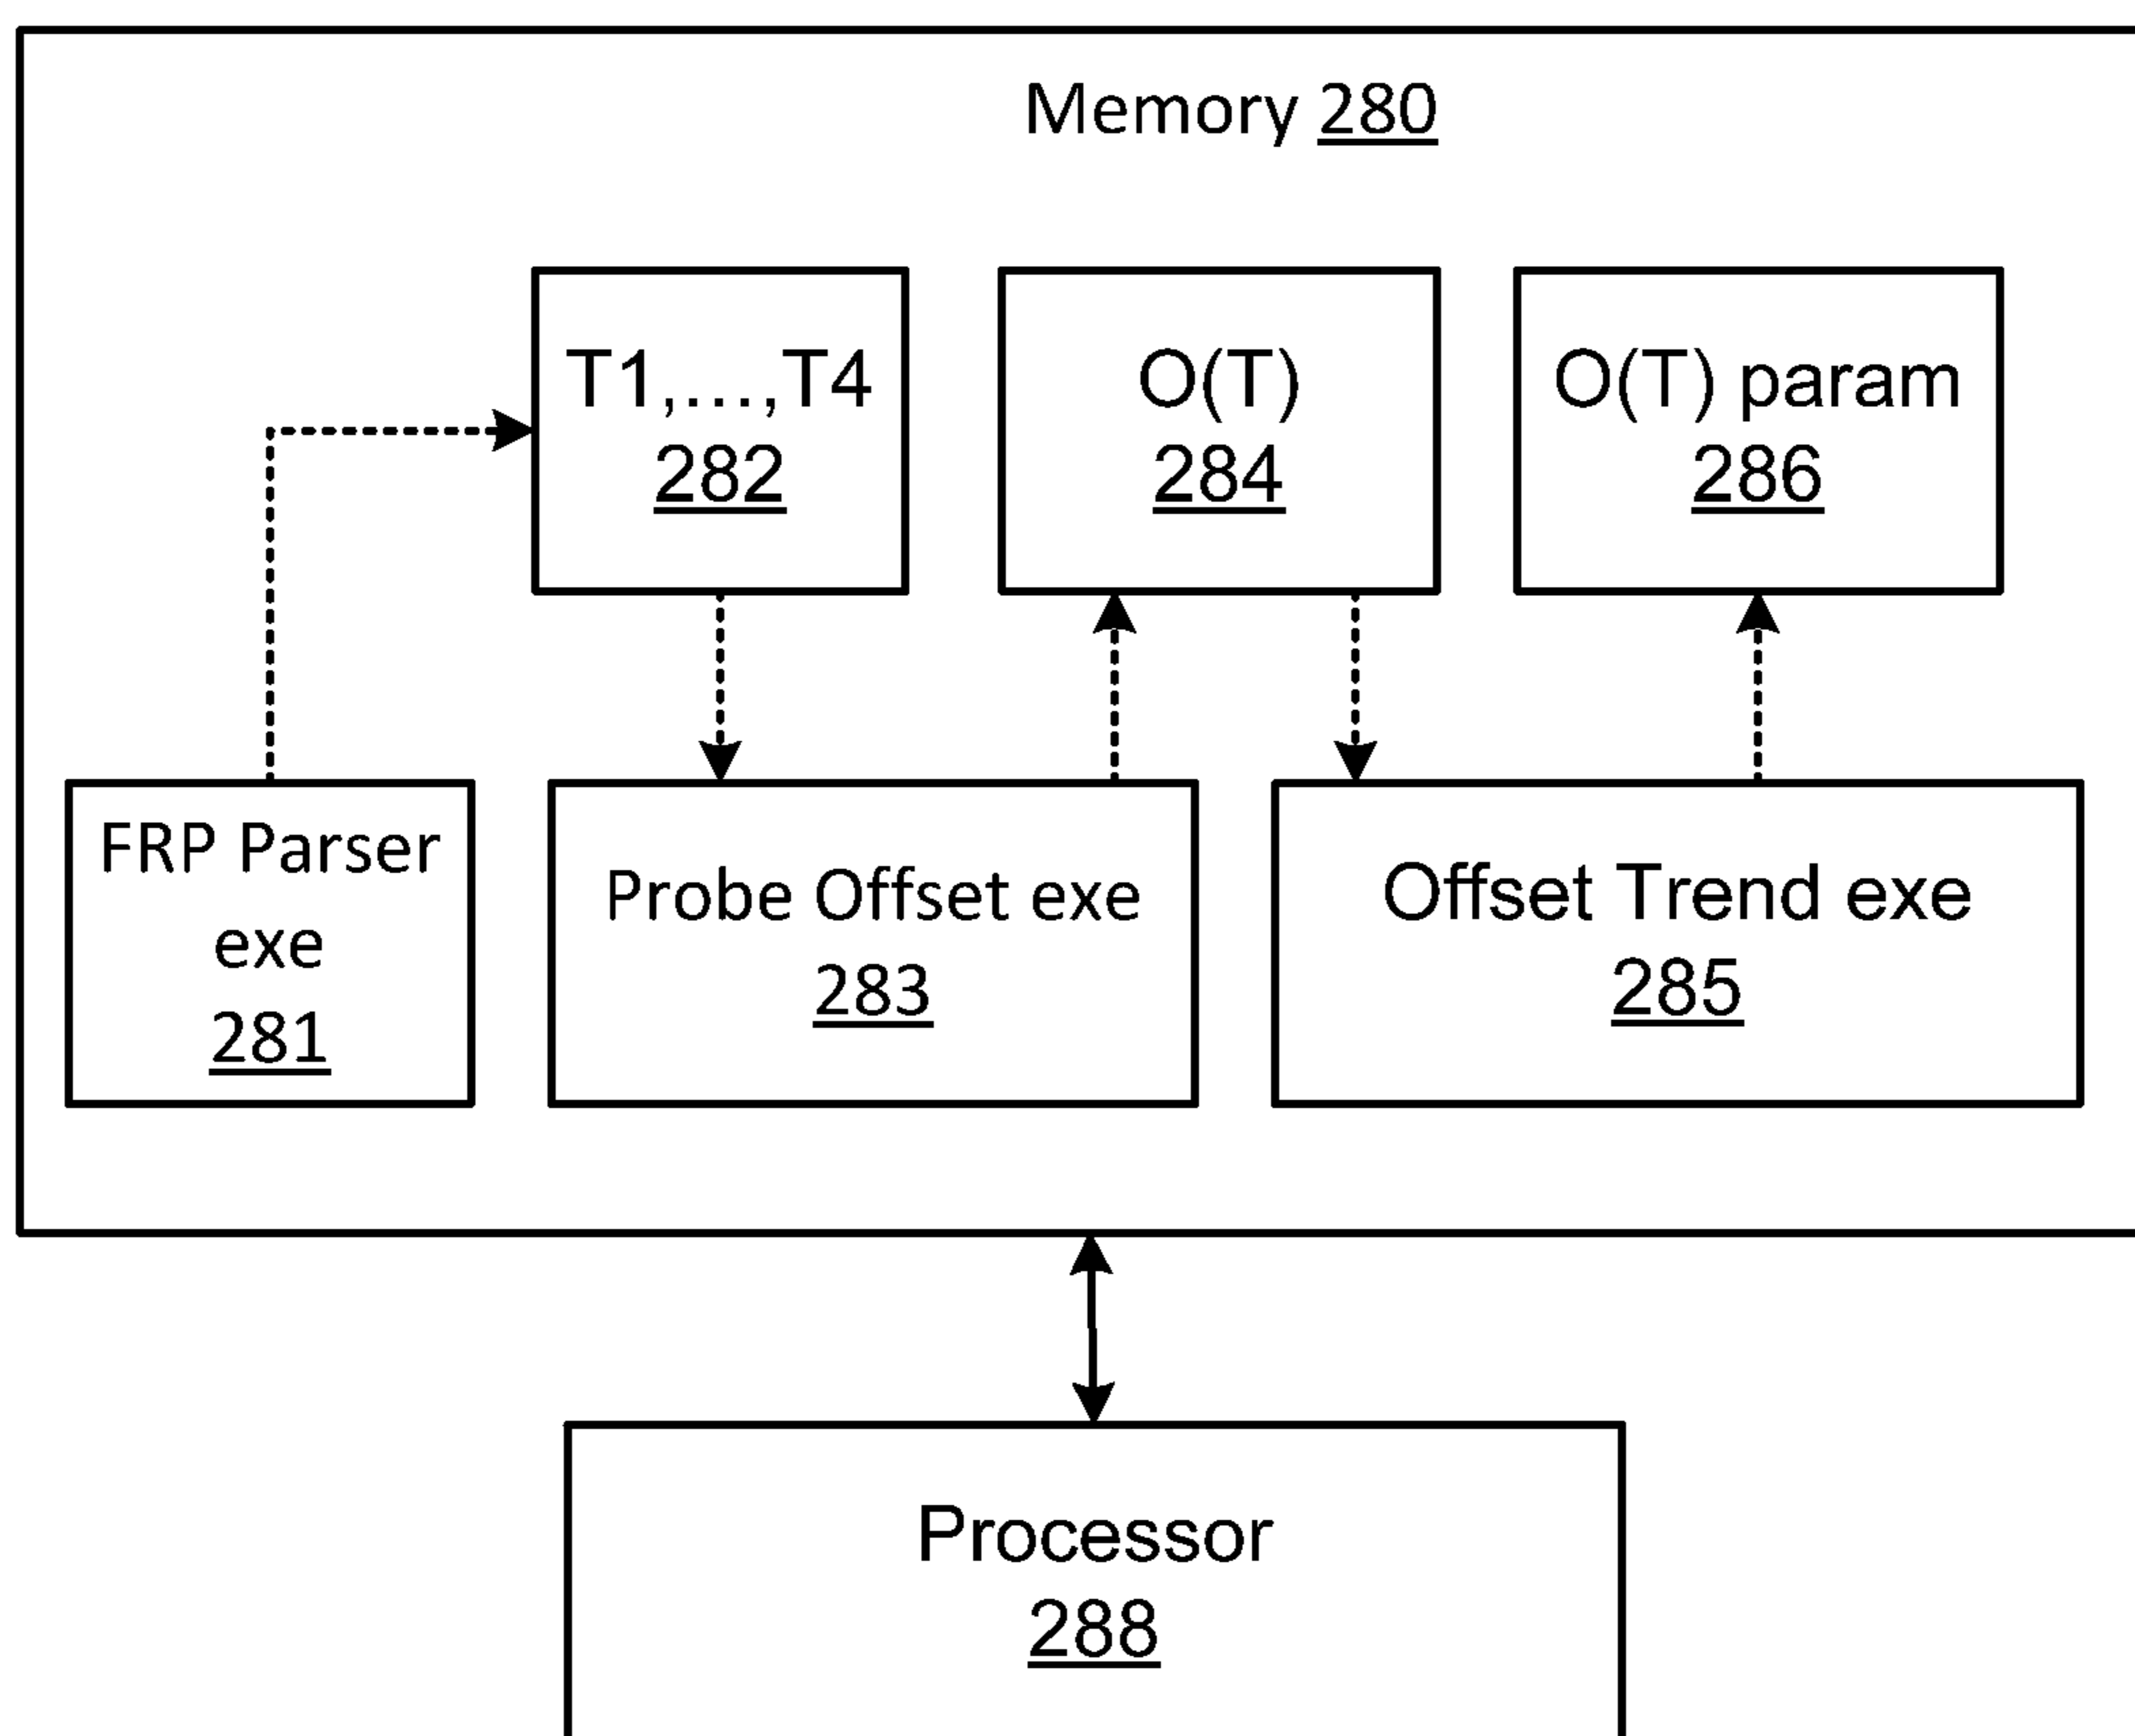 Memory 280
T1,...,T4
282
O(T)
284
O(T) param
286
FRP Parser
exe
281
Probe Offset exe
283
Offset Trend exe
285
Processor
288